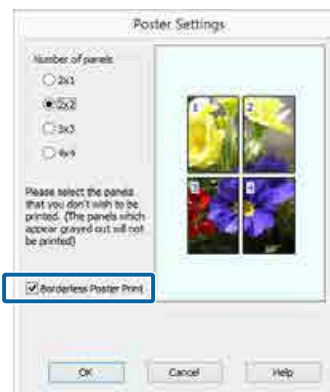 Poster Settings
Number of panels
2x1
2x2
3x3
4x4
Please select the panels
that you don't wish to be
printed. (The panels which
appear grayed out will not
be printed)
Borderless Poster Print
1
2
3
4
OK
Cancel
Help